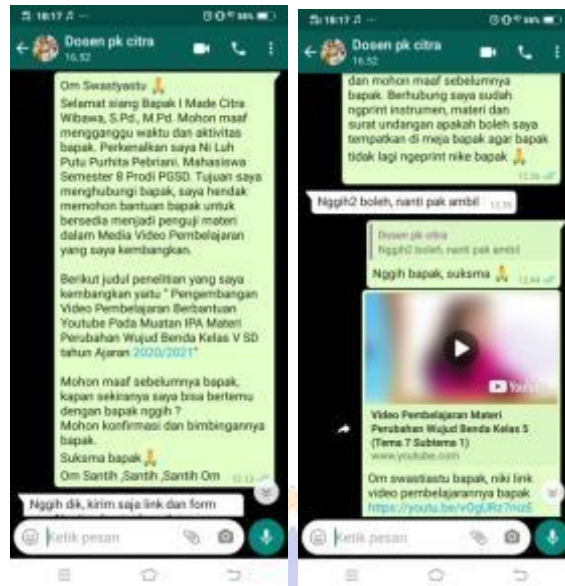 18:17
Dosen pk citra
16.52
Om Swastyastu 🙏
Selamat siang Bapak I Made Citra
Wibawa, S.Pd., M.Pd. Mohon maaf
mengganggu waktu dan aktivitas
bapak. Perkenalkan saya Ni Luh
Putu Purhita Pebriani. Mahasiswa
Semester 8 Prodi PGSD. Tujuan saya
menghubungi bapak, saya hendak
memohon bantuan bapak untuk
bersedia menjadi penguji materi
dalam Media Video Pembelajaran
yang saya kembangkan.
Berikut judul penelitian yang saya
kembangkan yaitu " Pengembangan
Video Pembelajaran Berbantuan
Youtube Pada Muatan IPA Materi
Perubahan Wujud Benda Kelas V SD
tahun Ajaran 2020/2021"
Mohon maaf sebelumnya bapak,
kapan sekiranya saya bisa bertemu
dengan bapak nggih ?
Mohon konfirmasi dan bimbingannya
bapak.
Suksma bapak🙏
Om Santih ,Santih ,Santih Om 12.13
Nggih dik, kirim saja link dan form
Ketik pesan
18:17
Dosen pk citra
16.52
dan mohon maaf sebelumnya
bapak. Berhubung saya sudah
ngprint instrumen, materi dan
surat undangan apakah boleh saya
tempatkan di meja bapak agar bapak
tidak lagi ngeprint nike bapak 🙏
12.36
Nggih2 boleh, nanti pak ambil
Dosen pk citra
Nggih2 boleh, nanti pak ambil
Nggih bapak, suksma 🙏 12.44
YouTube
Video Pembelajaran Materi
Perubahan Wujud Benda Kelas 5
(Tema 7 Subtema 1)
www.youtube.com
Om swastiastu bapak, niki link
video pembelajarannya bapak
Ketik pesan